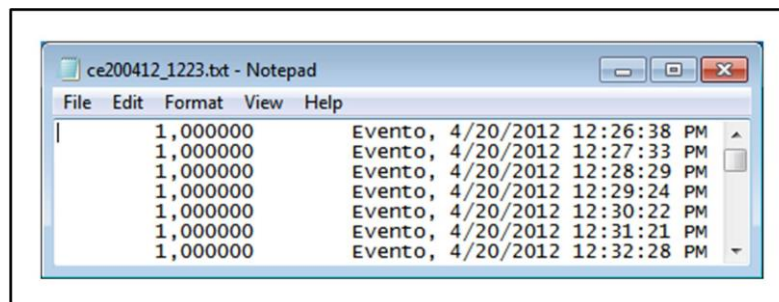 ce200412_1223.txt - Notepad
File Edit Format View Help
1,000000 Evento, 4/20/2012 12:26:38 PM
1,000000 Evento, 4/20/2012 12:27:33 PM
1,000000 Evento, 4/20/2012 12:28:29 PM
1,000000 Evento, 4/20/2012 12:29:24 PM
1,000000 Evento, 4/20/2012 12:30:22 PM
1,000000 Evento, 4/20/2012 12:31:21 PM
1,000000 Evento, 4/20/2012 12:32:28 PM